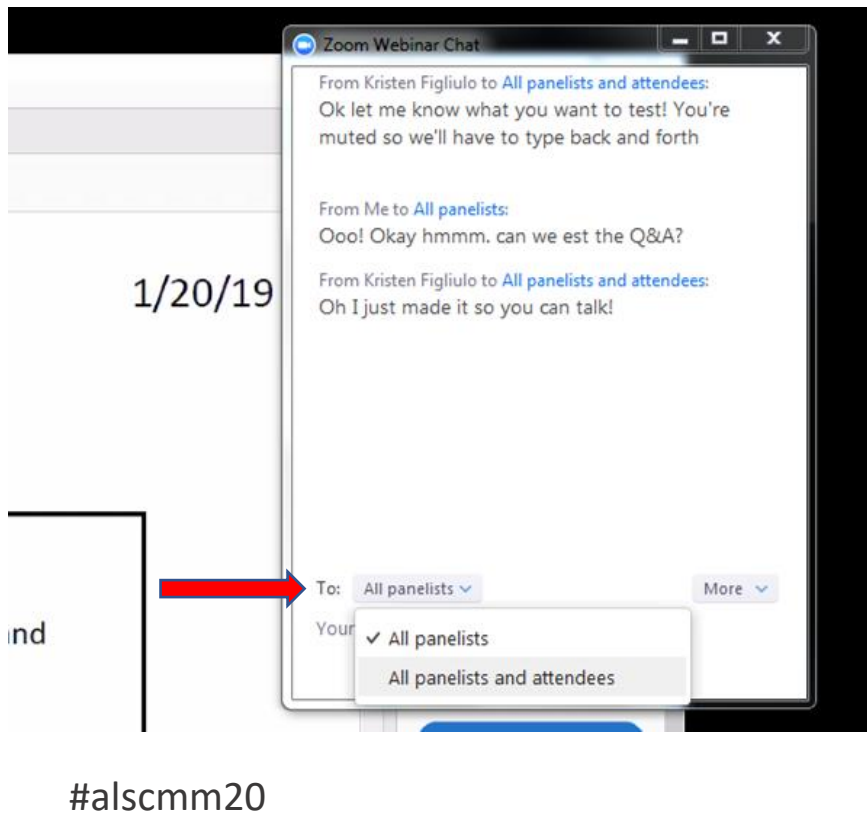 Zoom Webinar Chat
From Kristen Figliulo to All panelists and attendees:
Ok let me know what you want to test! You're
muted so we'll have to type back and forth
From Me to All panelists:
Ooo! Okay hmmm. can we est the Q&A?
From Kristen Figliulo to All panelists and attendees:
Oh I just made it so you can talk!
1/20/19
To: All panelists More
Your
✓ All panelists
All panelists and attendees
#alscmm20